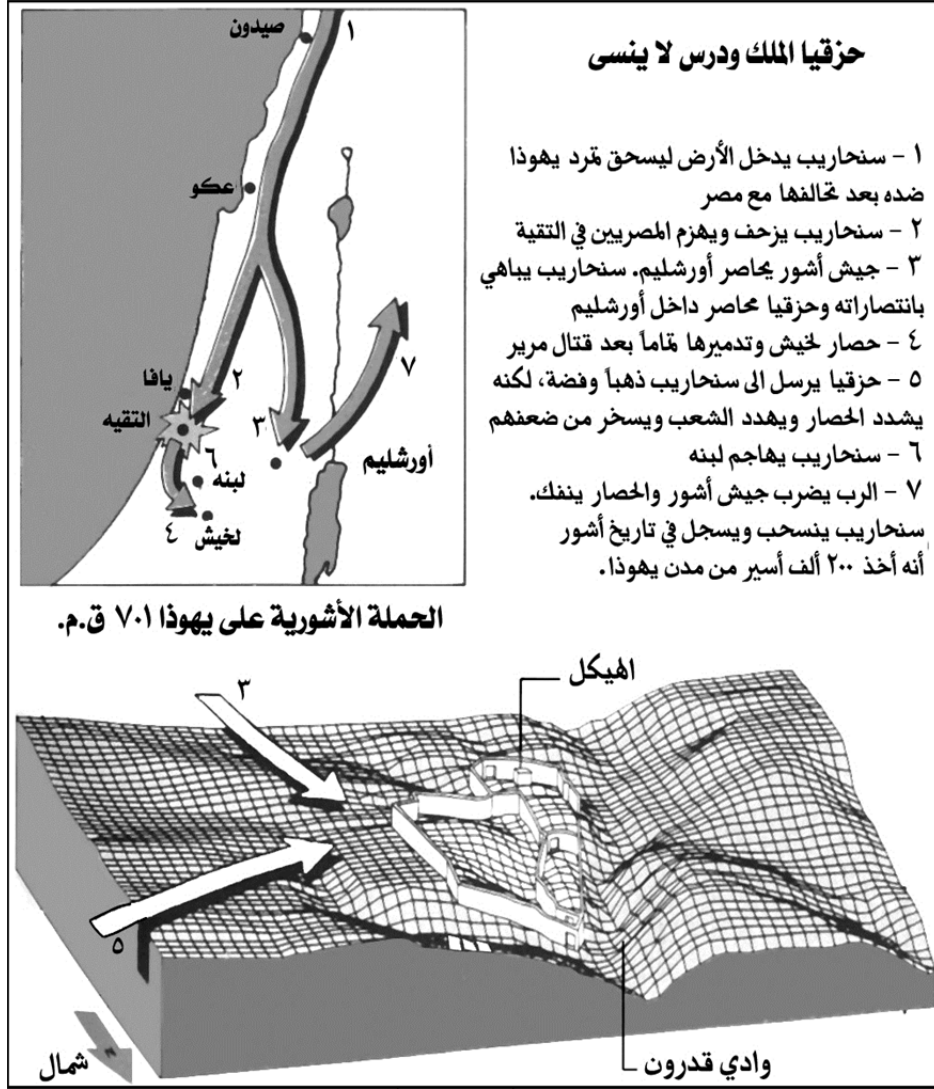 حزقيا الملك ودرس لا ينسى
١ - سنحاريب يدخل الأرض ليسحق تمرد يهوذا
ضده بعد تحالفها مع مصر
٢ - سنحاريب يزحف ويهزم المصريين في التقية
٣ - جيش أشور يحاصر أورشليم. سنحاريب يباهي
بانتصاراته وحزقيا محاصر داخل أورشليم
٤ - حصار لخيش وتدميرها تماماً بعد قتال مرير
٥ - حزقيا يرسل الى سنحاريب ذهباً وفضة، لكنه
يشدد الحصار ويهدد الشعب ويسخر من ضعفهم
٦ - سنحاريب يهاجم لبنه
٧ - الرب يضرب جيش أشور والحصار ينفك.
سنحاريب ينسحب ويسجل في تاريخ أشور
أنه أخذ ٢٠٠ ألف أسير من مدن يهوذا.
١
صيدون
عكو
٧
٢
يافا
٣
التقيه
أورشليم
٦
لبنه
٤
لخيش
الحملة الأشورية على يهوذا ٧٠١ ق.م.
الهيكل
٣
٥
وادي قدرون
شمال